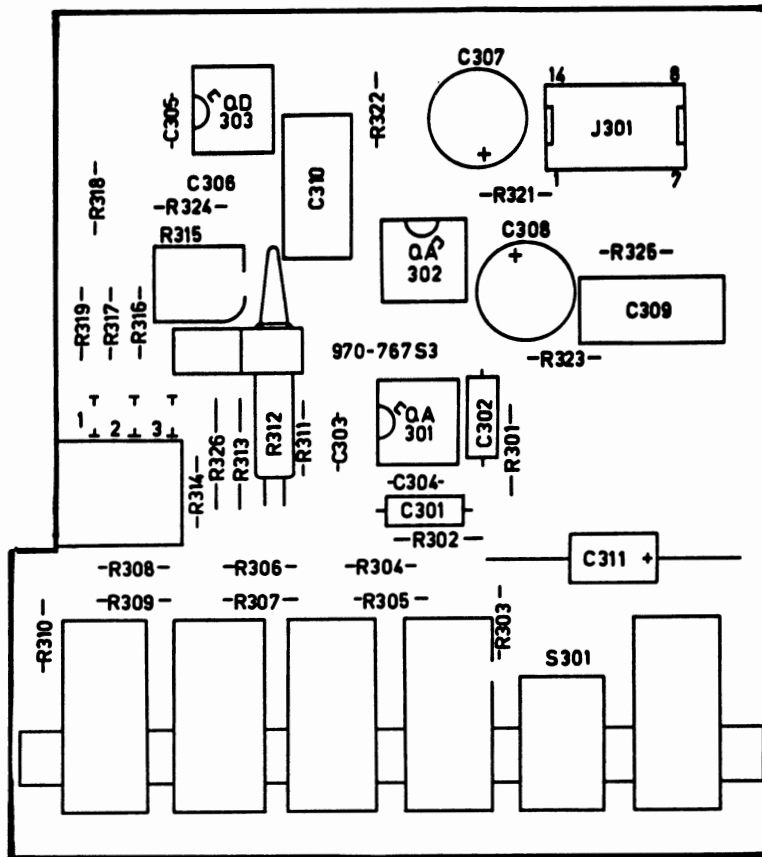 C307
14
8
C305
QD
303
R322
J301
C310
1
7
R318
C306
R324
R321
R315
C308
QA
302
R325
R319
R317
R316
C309
970-767S3
R323
1
2
3
QA
301
C302
R326
R313
R312
R311
C303
R301
R314
C304
C301
R302
C311
R308
R306
R304
R309
R307
R305
R310
R303
S301